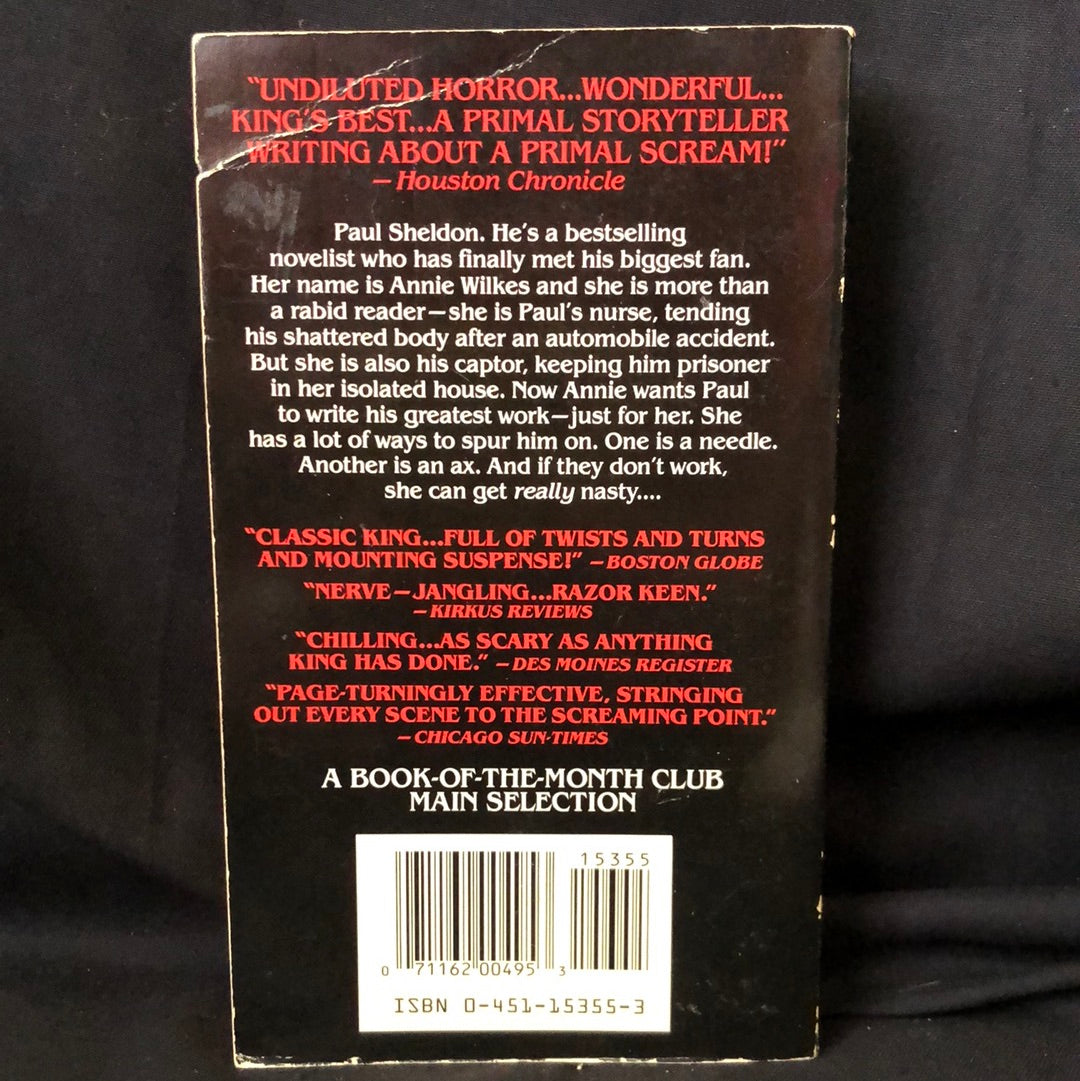 “UNDILUTED HORROR...WONDERFUL...
KING’S BEST...A PRIMAL STORYTELLER
WRITING ABOUT A PRIMAL SCREAM!”
—Houston Chronicle
Paul Sheldon. He’s a bestselling
novelist who has finally met his biggest fan.
Her name is Annie Wilkes and she is more than
a rabid reader—she is Paul’s nurse, tending
his shattered body after an automobile accident.
But she is also his captor, keeping him prisoner
in her isolated house. Now Annie wants Paul
to write his greatest work—just for her. She
has a lot of ways to spur him on. One is a needle.
Another is an ax. And if they don’t work,
she can get really nasty....
“CLASSIC KING...FULL OF TWISTS AND TURNS
AND MOUNTING SUSPENSE!” —BOSTON GLOBE
“NERVE—JANGLING...RAZOR KEEN.”
—KIRKUS REVIEWS
“CHILLING...AS SCARY AS ANYTHING
KING HAS DONE.” —DES MOINES REGISTER
“PAGE-TURNINGLY EFFECTIVE, STRINGING
OUT EVERY SCENE TO THE SCREAMING POINT.”
—CHICAGO SUN-TIMES
A BOOK-OF-THE-MONTH CLUB
MAIN SELECTION
15355
0 71162 00495 3
ISBN 0-451-15355-3